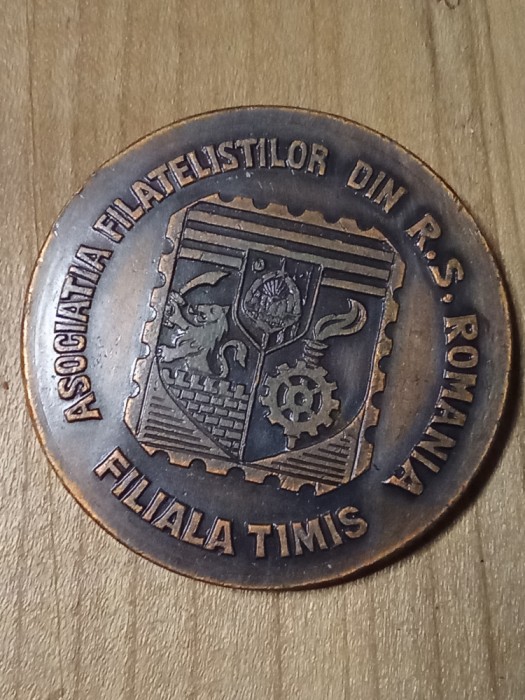 ASOCIATIA FILATELISTILOR DIN R.S. ROMANIA
FILIALA TIMIS